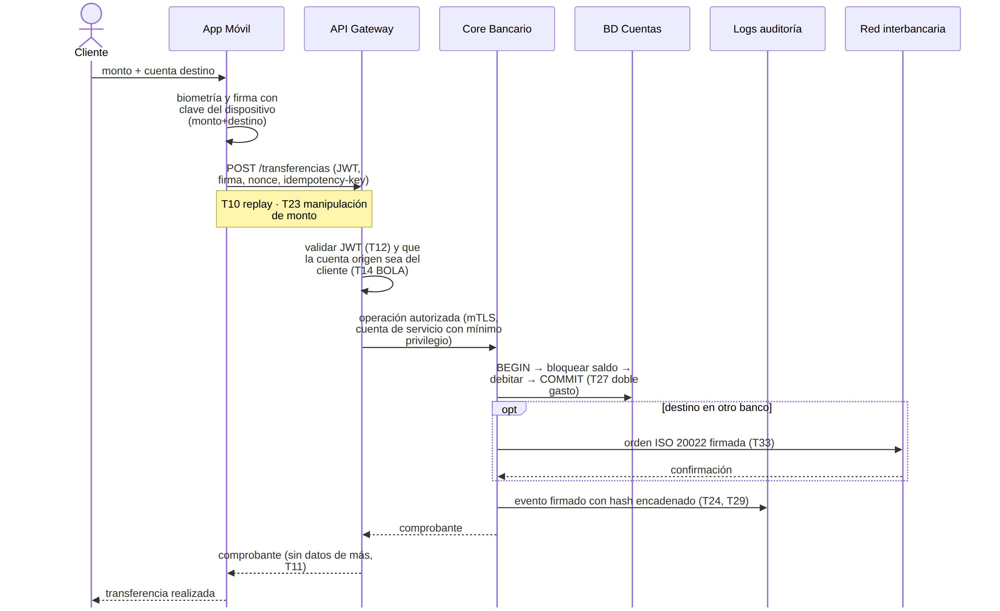 Cliente
App Móvil
API Gateway
Core Bancario
BD Cuentas
Logs auditoría
Red interbancaria
monto + cuenta destino
biometría y firma con
clave del dispositivo
(monto+destino)
POST /transferencias (JWT,
firma, nonce, idempotency-key)
T10 replay · T23 manipulación
de monto
validar JWT (T12) y que
la cuenta origen sea del
cliente (T14 BOLA)
operación autorizada (mTLS,
cuenta de servicio con mínimo
privilegio)
BEGIN → bloquear saldo →
debitar → COMMIT (T27 doble
gasto)
opt
[destino en otro banco]
orden ISO 20022 firmada (T33)
confirmación
evento firmado con hash encadenado (T24, T29)
comprobante
comprobante (sin datos de más,
T11)
transferencia realizada